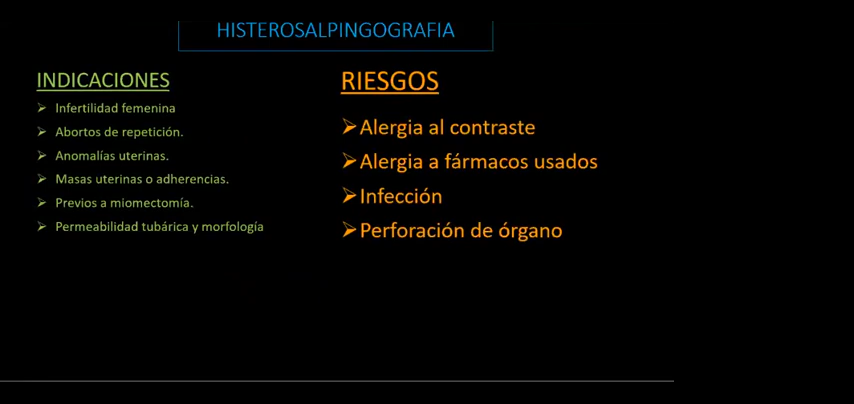 HISTEROSALPINGOGRAFIA
INDICACIONES
Infertilidad femenina
Abortos de repetición.
Anomalías uterinas.
Masas uterinas o adherencias.
Previos a miomectomía.
Permeabilidad tubárica y morfología
RIESGOS
Alergia al contraste
Alergia a fármacos usados
Infección
Perforación de órgano